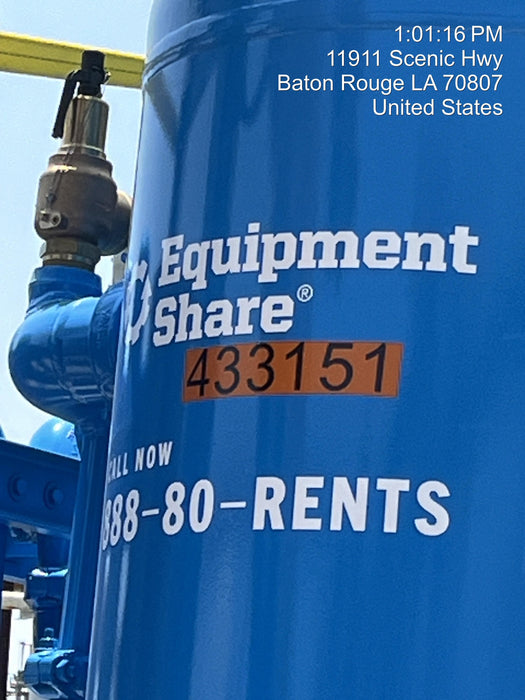 1:01:16 PM
11911 Scenic Hwy
Baton Rouge LA 70807
United States
Equipment
Share®
433151
CALL NOW
888-80-RENTS